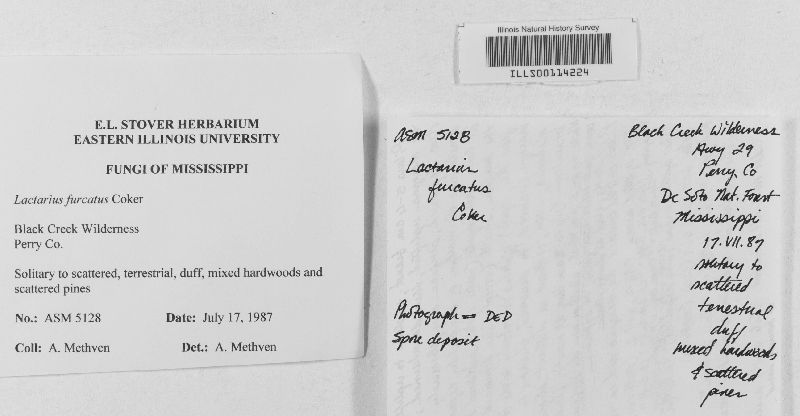 Illinois Natural History Survey
ILLS00114224
E.L. STOVER HERBARIUM
EASTERN ILLINOIS UNIVERSITY
FUNGI OF MISSISSIPPI
Lactarius furcatus Coker
Black Creek Wilderness
Perry Co.
Solitary to scattered, terrestrial, duff, mixed hardwoods and
scattered pines
No.: ASM 5128 Date: July 17, 1987
Coll: A. Methven Det.: A. Methven
ASM 5128
Lactarius
furcatus
Coker
Photograph — DED
Spore deposit
Black Creek Wilderness
Hwy 29
Perry, Co
De Soto Nat. Forest
Mississippi
17.VII.87
solitary to
scattered
terrestrial
duff
mixed hardwoods
& scattered
pines